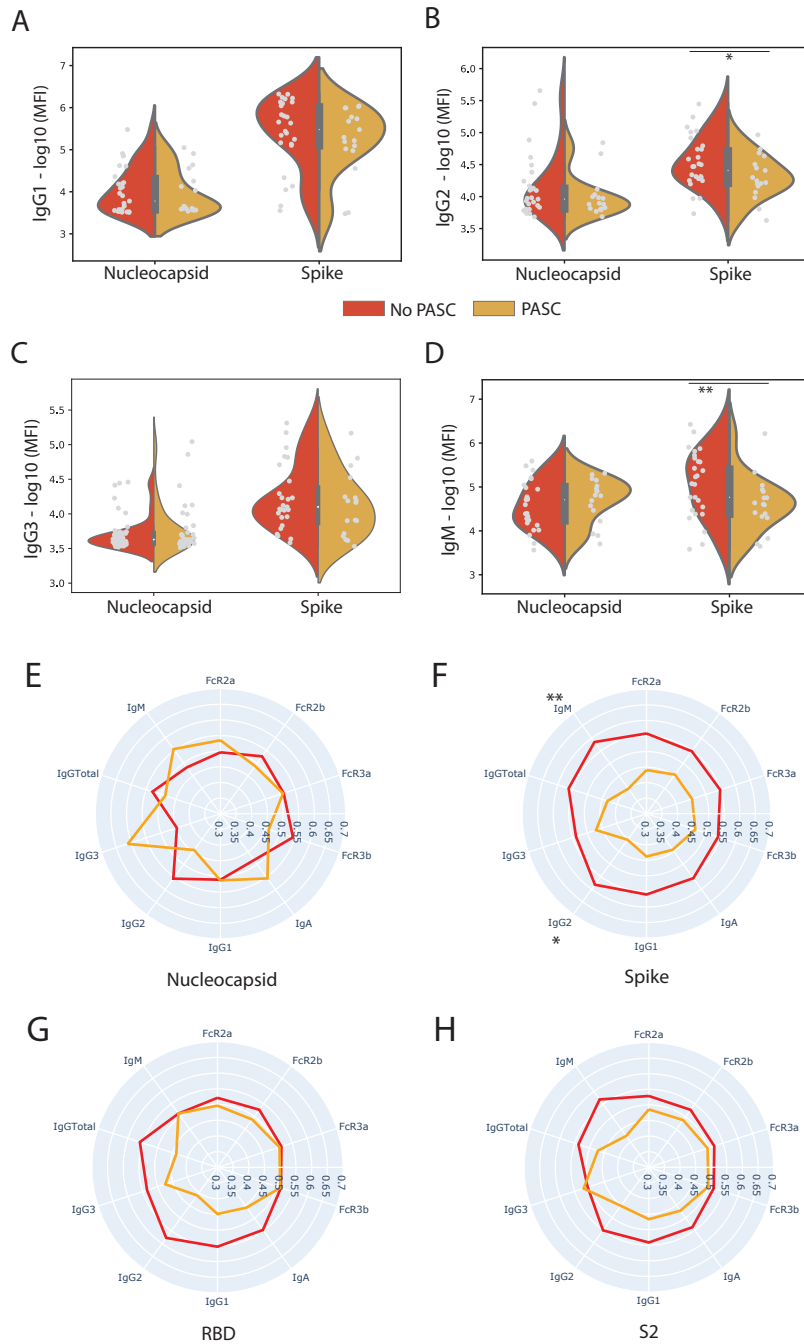 A
IgG1 - log10 (MFI)
7
6
5
4
3
Nucleocapsid
Spike
B
IgG2 - log10 (MFI)
6.0
5.5
5.0
4.5
4.0
3.5
*
Nucleocapsid
Spike
No PASC
PASC
C
IgG3 - log10 (MFI)
5.5
5.0
4.5
4.0
3.5
3.0
Nucleocapsid
Spike
D
IgM - log10 (MFI)
7
6
5
4
3
**
Nucleocapsid
Spike
E
FcR2a
FcR2b
FcR3a
FcR3b
IgA
IgG1
IgG2
IgG3
IgGTotal
IgM
0.3
0.35
0.4
0.45
0.5
0.55
0.6
0.65
0.7
Nucleocapsid
F
FcR2a
FcR2b
FcR3a
FcR3b
IgA
IgG1
IgG2
*
IgG3
IgGTotal
**
IgM
0.3
0.35
0.4
0.45
0.5
0.55
0.6
0.65
0.7
Spike
G
FcR2a
FcR2b
FcR3a
FcR3b
IgA
IgG1
IgG2
IgG3
IgGTotal
IgM
0.3
0.35
0.4
0.45
0.5
0.55
0.6
0.65
0.7
RBD
H
FcR2a
FcR2b
FcR3a
FcR3b
IgA
IgG1
IgG2
IgG3
IgGTotal
IgM
0.3
0.35
0.4
0.45
0.5
0.55
0.6
0.65
0.7
S2